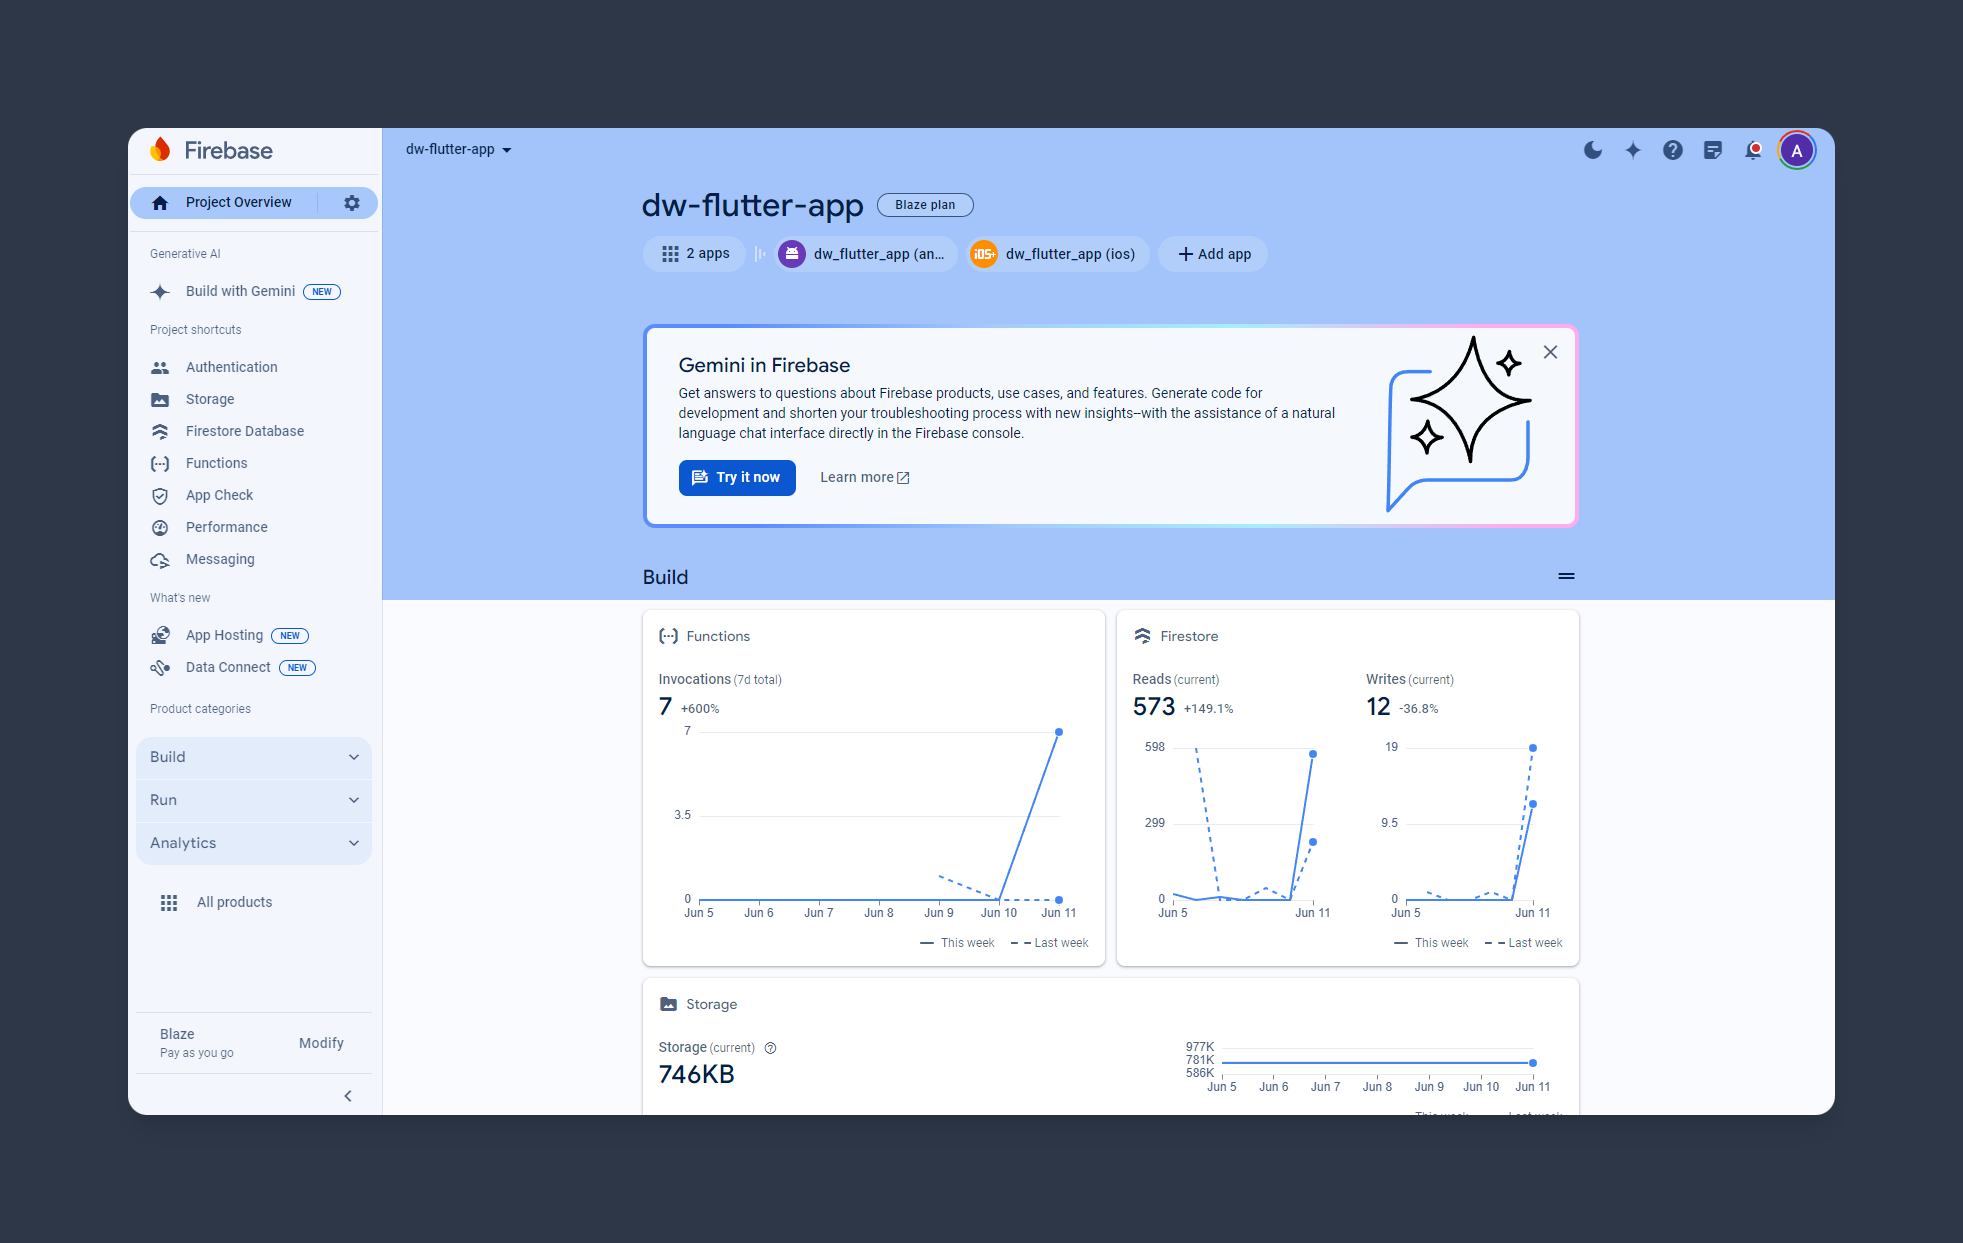 Firebase
dw-flutter-app
A
Project Overview
Generative AI
Build with Gemini NEW
Project shortcuts
Authentication
Storage
Firestore Database
Functions
App Check
Performance
Messaging
What's new
App Hosting NEW
Data Connect NEW
Product categories
Build
Run
Analytics
All products
Blaze
Pay as you go
Modify
dw-flutter-app Blaze plan
2 apps dw_flutter_app (an... iOS+ dw_flutter_app (ios) Add app
Gemini in Firebase
Get answers to questions about Firebase products, use cases, and features. Generate code for
development and shorten your troubleshooting process with new insights–with the assistance of a natural
language chat interface directly in the Firebase console.
Try it now Learn more
Build
Functions
Invocations (7d total)
7 +600%
7
3.5
0
Jun 5 Jun 6 Jun 7 Jun 8 Jun 9 Jun 10 Jun 11
This week Last week
Firestore
Reads (current)
573 +149.1%
598
299
0
Jun 5 Jun 11
Writes (current)
12 -36.8%
19
9.5
0
Jun 5 Jun 11
This week Last week
Storage
Storage (current)
746KB
977K
781K
586K
Jun 5 Jun 6 Jun 7 Jun 8 Jun 9 Jun 10 Jun 11
This week Last week